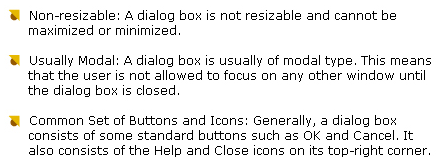 Non-resizable: A dialog box is not resizable and cannot be
maximized or minimized.
Usually Modal: A dialog box is usually of modal type. This means
that the user is not allowed to focus on any other window until
the dialog box is closed.
Common Set of Buttons and Icons: Generally, a dialog box
consists of some standard buttons such as OK and Cancel. It
also consists of the Help and Close icons on its top-right corner.